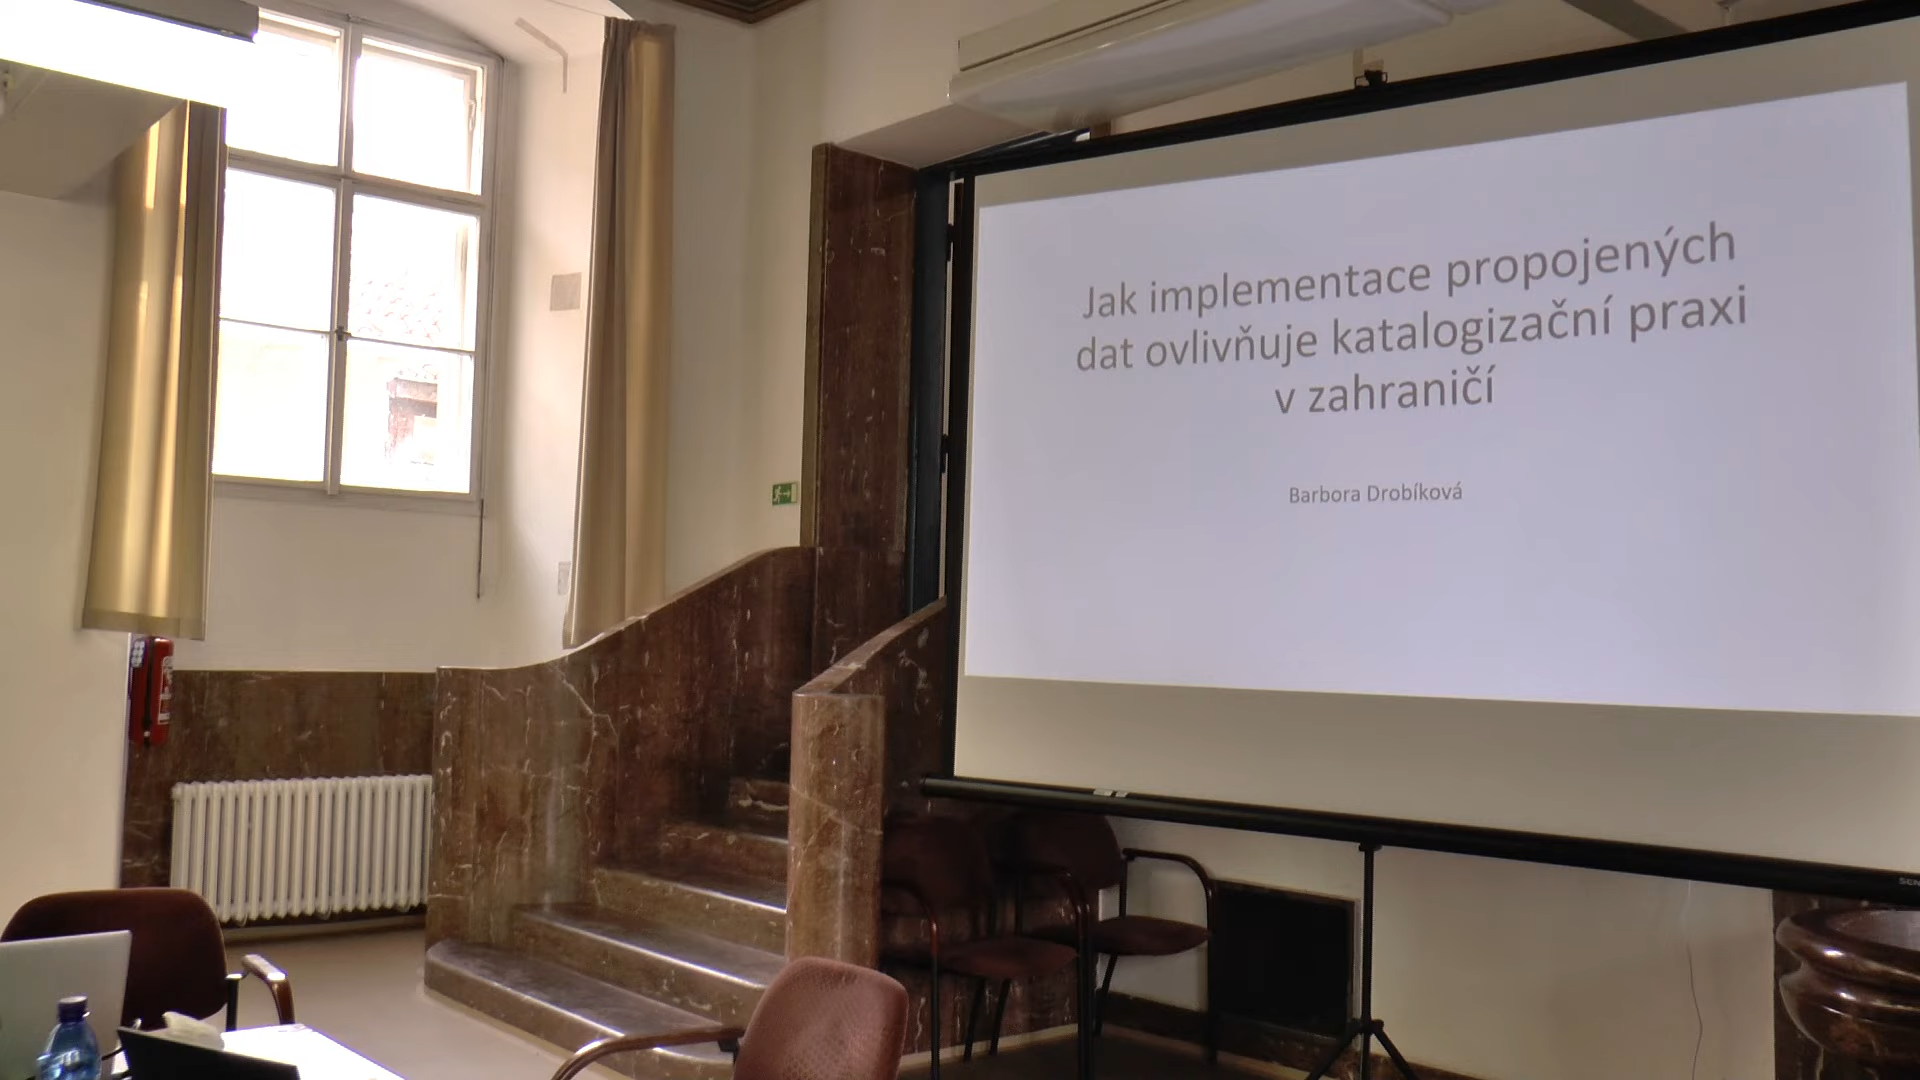 Jak implementace propojených
dat ovlivňuje katalogizační praxi
v zahraničí
Barbora Drobíková